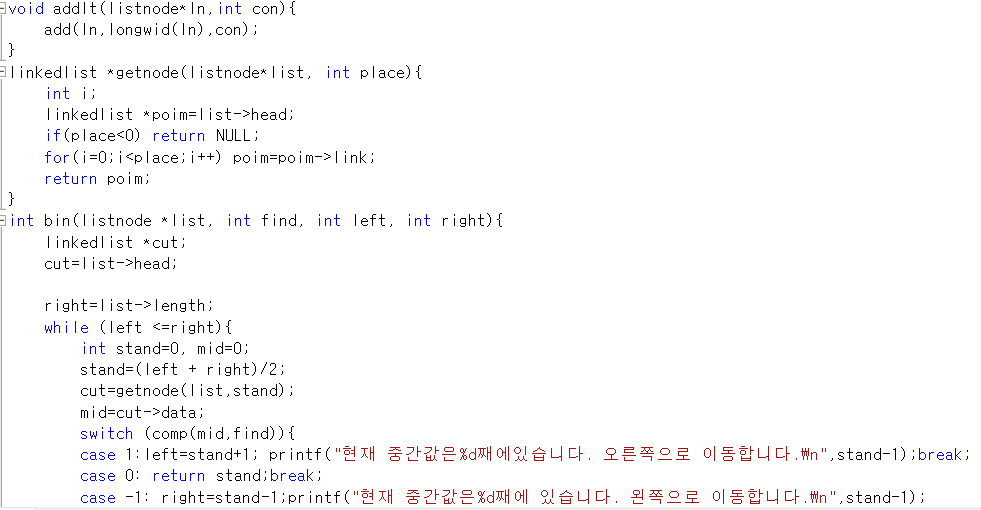 void addlt(listnode*ln,int con){
    add(ln,longwid(ln),con);
}
linkedlist *getnode(listnode*list, int place){
    int i;
    linkedlist *poim=list->head;
    if(place<0) return NULL;
    for(i=0;i<place;i++) poim=poim->link;
    return poim;
}
int bin(listnode *list, int find, int left, int right){
    linkedlist *cut;
    cut=list->head;

    right=list->length;
    while (left <=right){
        int stand=0, mid=0;
        stand=(left + right)/2;
        cut=getnode(list,stand);
        mid=cut->data;
        switch (comp(mid,find)){
        case 1:left=stand+1; printf("현재 중간값은%d째에있습니다. 오른쪽으로 이동합니다.₩n",stand-1);break;
        case 0: return stand;break;
        case -1: right=stand-1;printf("현재 중간값은%d째에 있습니다. 왼쪽으로 이동합니다.₩n",stand-1);